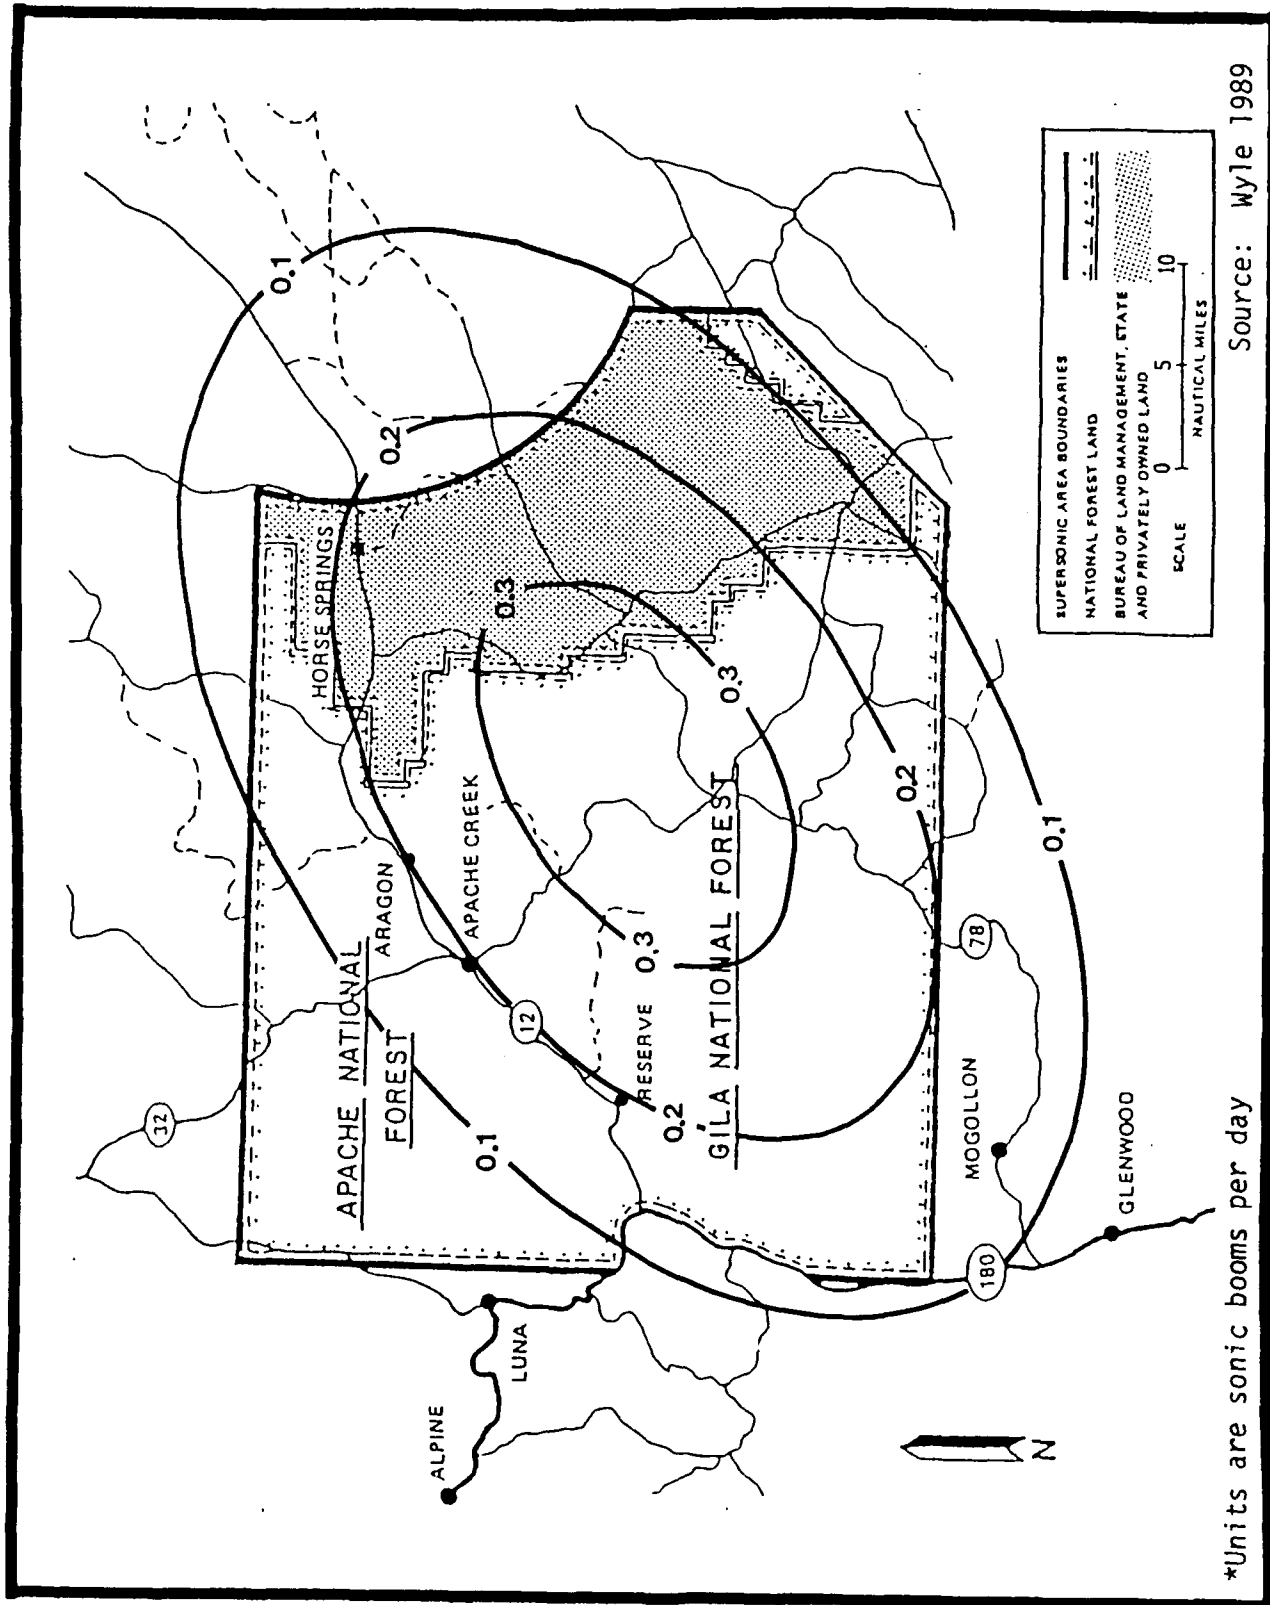 32
APACHE NATIONAL
FOREST
HORSE SPRINGS
ARAGON
APACHE CREEK
12
RESERVE
GILA NATIONAL FOREST
ALPINE
LUNA
MOGOLLON
GLENWOOD
180
78
0.1
0.1
0.1
0.2
0.2
0.2
0.3
0.3
0.3
N
SUPERSONIC AREA BOUNDARIES
NATIONAL FOREST LAND
BUREAU OF LAND MANAGEMENT, STATE
AND PRIVATELY OWNED LAND
SCALE
0 5 10
NAUTICAL MILES
*Units are sonic booms per day
Source: Wyle 1989